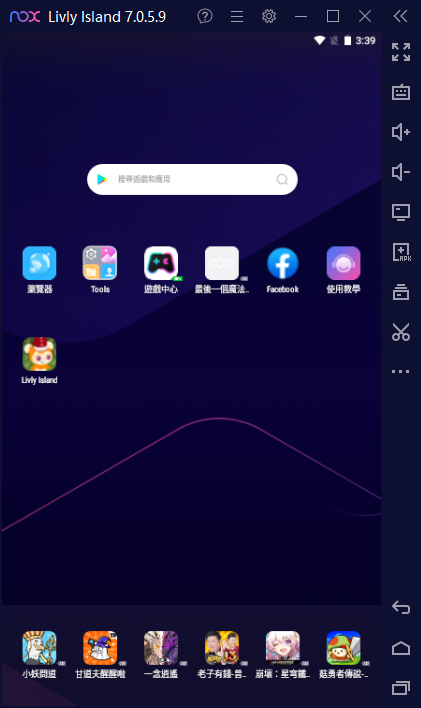 nox Livly Island 7.0.5.9
3:39
搜尋遊戲和應用
瀏覽器 Tools 遊戲中心 最後一個魔法.. Facebook 使用教學
Livly Island
APK
小妖問道 甘道夫醒醒啦 一念逍遙 老子有錢-曾.. 崩壞：星穹鐵.. 菇勇者傳說-..